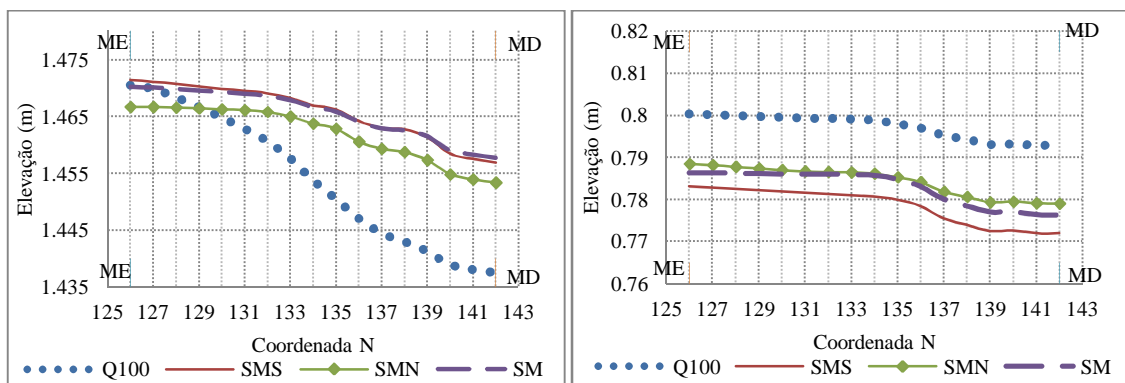 ME
MD
1.475
1.465
1.455
1.445
1.435
Elevação (m)
ME
MD
125 127 129 131 133 135 137 139 141 143
Coordenada N
Q100 SMS SMN SM
0.82
0.81
0.8
0.79
0.78
0.77
0.76
ME
MD
Elevação (m)
ME
MD
125 127 129 131 133 135 137 139 141 143
Coordenada N
Q100 SMS SMN SM